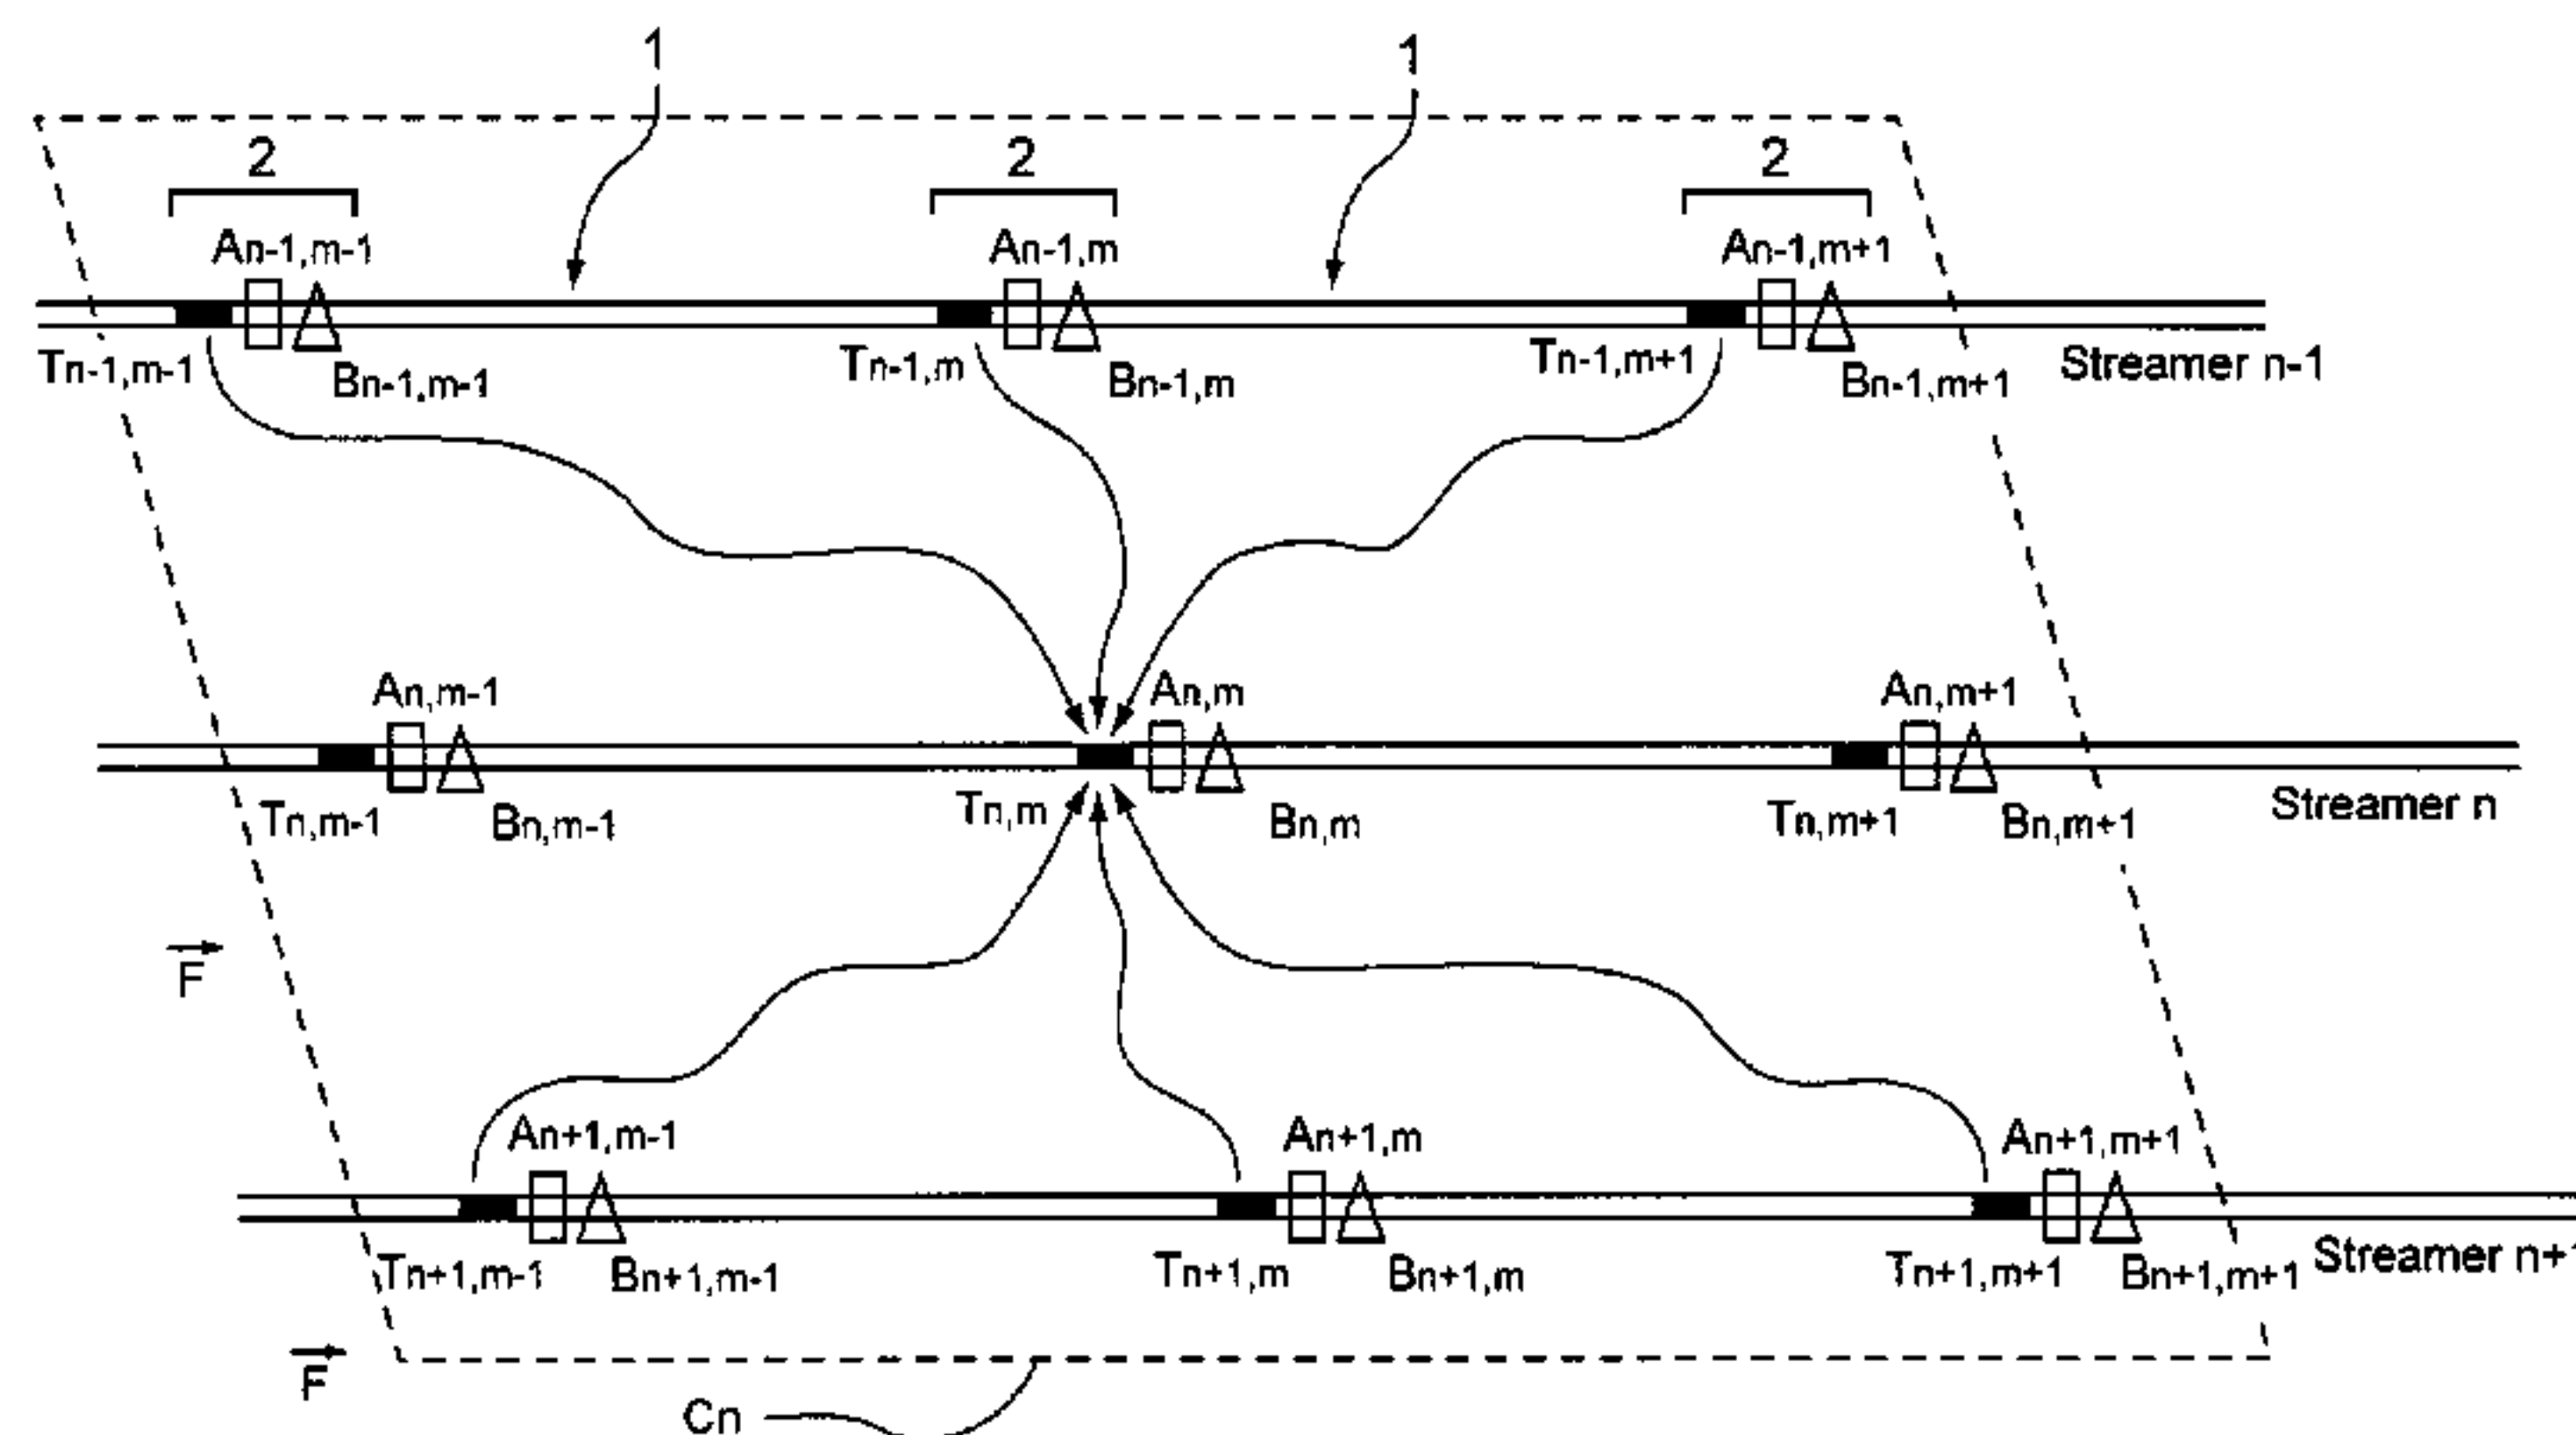 1 1
2 2 2
An-1,m-1 An-1,m An-1,m+1
Tn-1,m-1 Bn-1,m-1 Tn-1,m Bn-1,m Tn-1,m+1 Bn-1,m+1 Streamer n-1
An,m-1 An,m An,m+1
Tn,m-1 Bn,m-1 Tn,m Bn,m Tn,m+1 Bn,m+1 Streamer n
F
An+1,m-1 An+1,m An+1,m+1
Tn+1,m-1 Bn+1,m-1 Tn+1,m Bn+1,m Tn+1,m+1 Bn+1,m+1 Streamer n+1
F
Cn